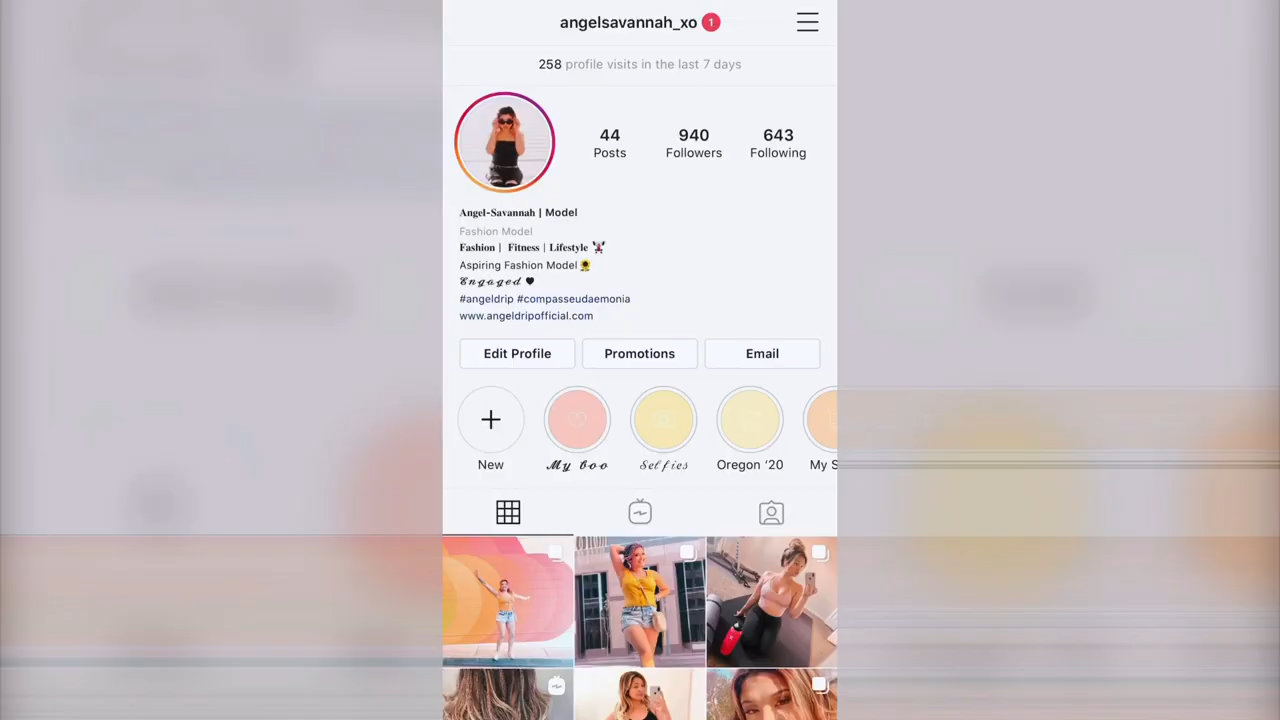 angelsavannah_xo 1
258 profile visits in the last 7 days
44 940 643
Posts Followers Following
𝐀𝐧𝐠𝐞𝐥-𝐒𝐚𝐯𝐚𝐧𝐧𝐚𝐡 | Model
Fashion Model
𝐅𝐚𝐬𝐡𝐢𝐨𝐧 | 𝐅𝐢𝐭𝐧𝐞𝐬𝐬 | 𝐋𝐢𝐟𝐞𝐬𝐭𝐲𝐥𝐞
Aspiring Fashion Model🌻
𝓔𝓷𝓰𝓪𝓰𝓮𝓭 🖤
#angeldrip #compasseudaemonia
www.angeldripofficial.com
Edit Profile Promotions Email
New 𝓜𝔂 𝓫𝓸𝓸 𝒮𝑒𝓁𝒻𝒾𝑒𝓈 Oregon ‘20 My S